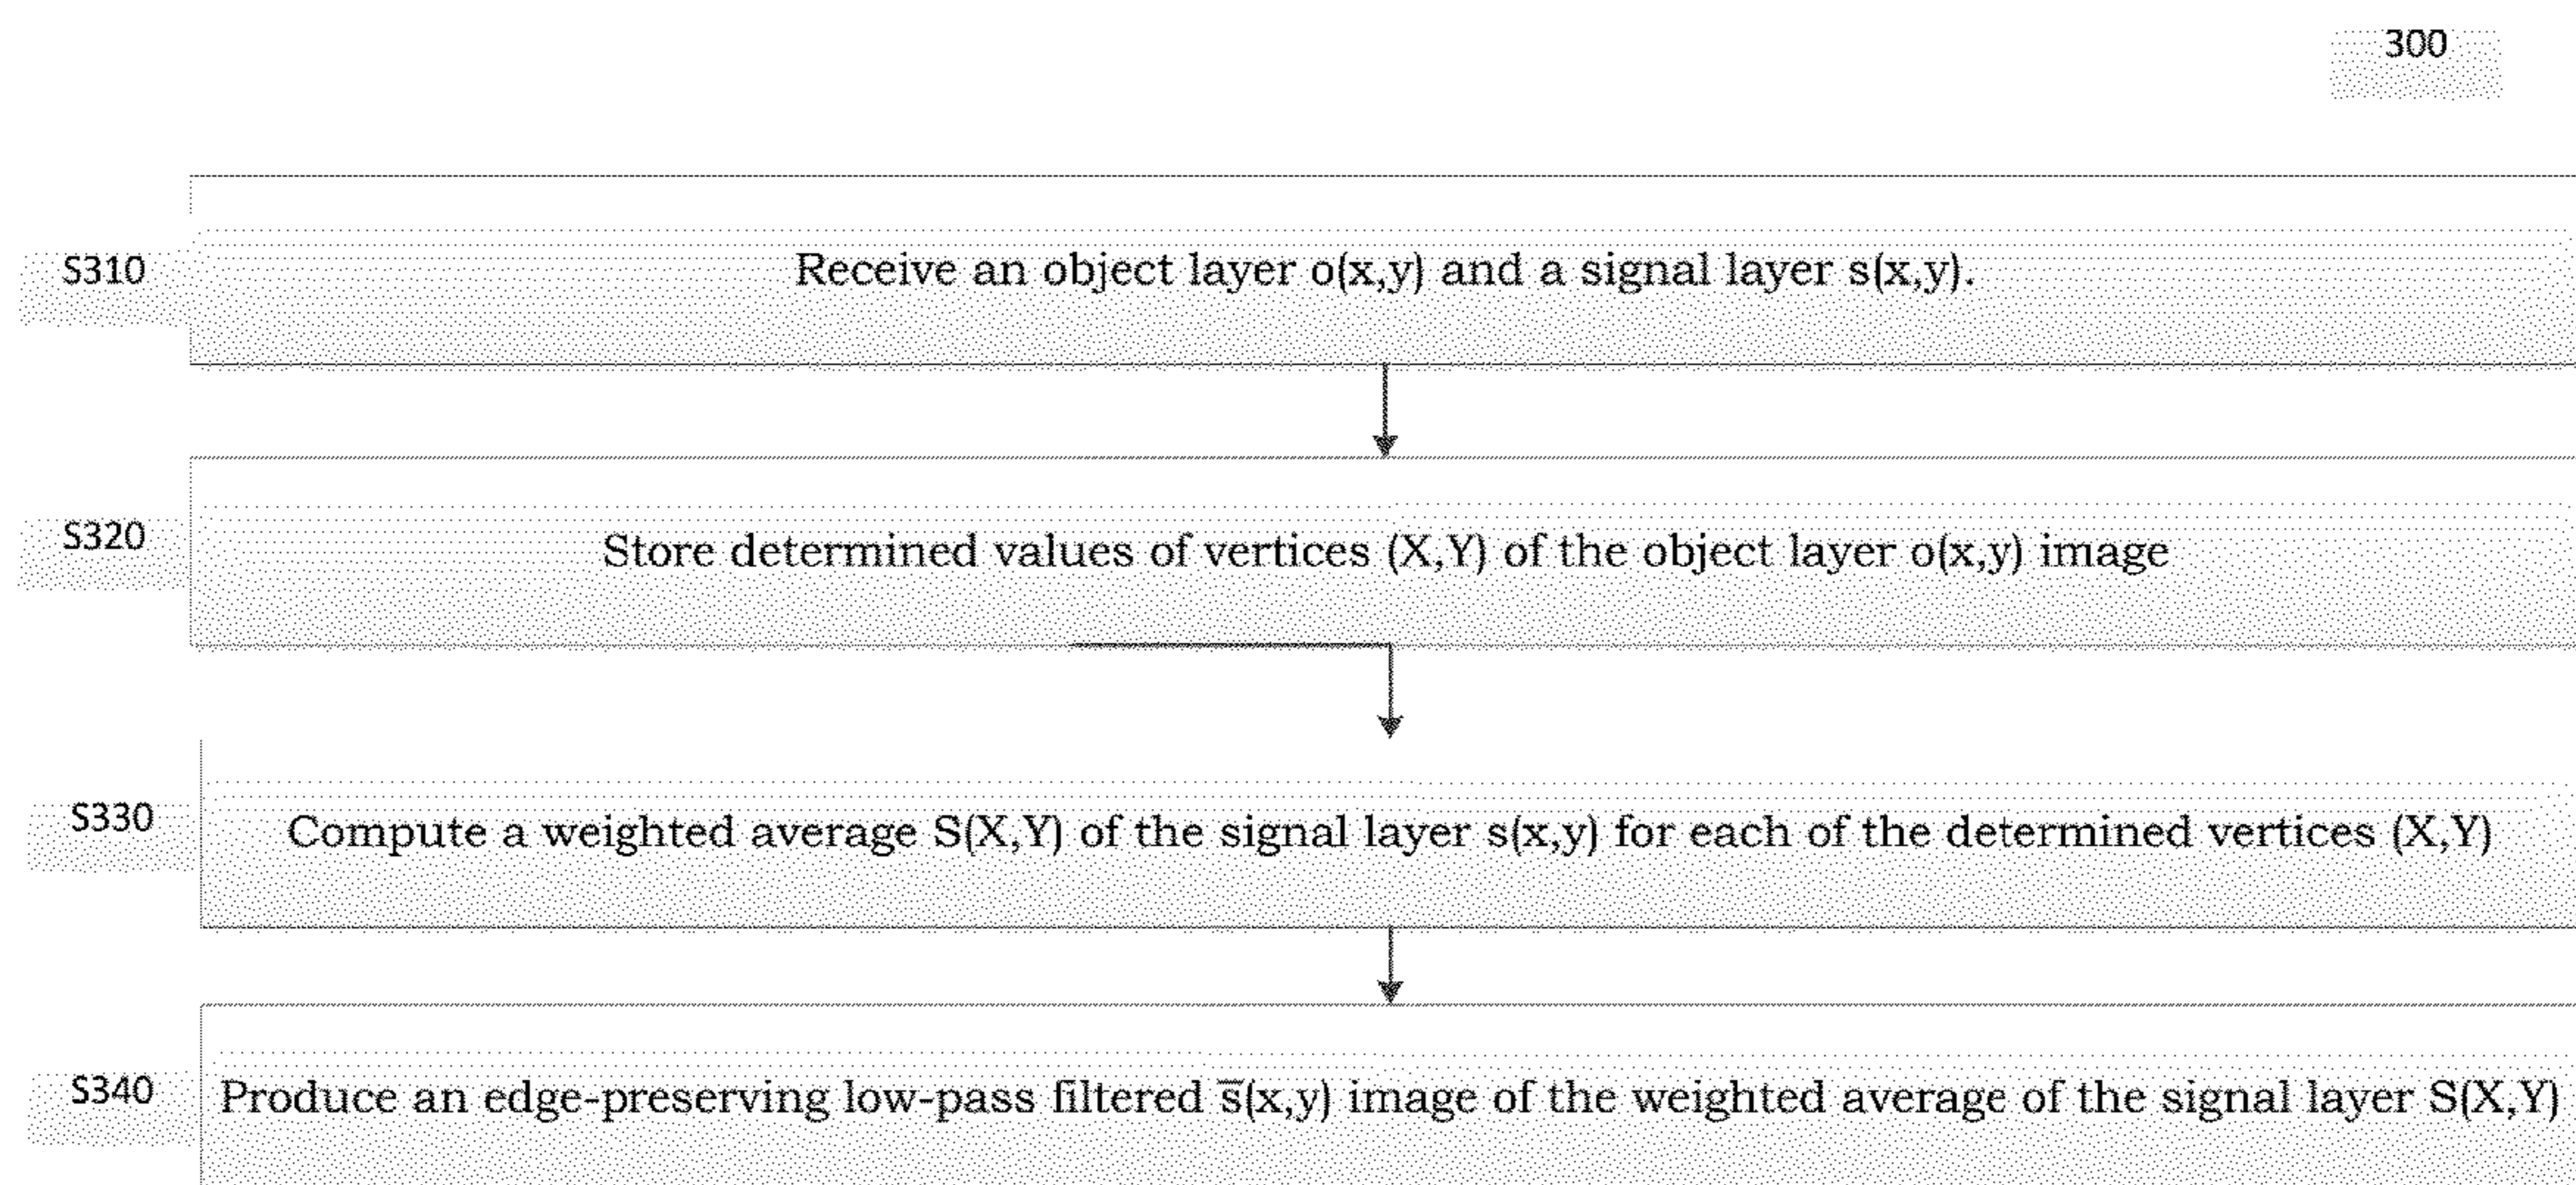 300
S310
Receive an object layer o(x,y) and a signal layer s(x,y).
S320
Store determined values of vertices (X,Y) of the object layer o(x,y) image
S330
Compute a weighted average S(X,Y) of the signal layer s(x,y) for each of the determined vertices (X,Y)
S340
Produce an edge-preserving low-pass filtered s̅(x,y) image of the weighted average of the signal layer S(X,Y)